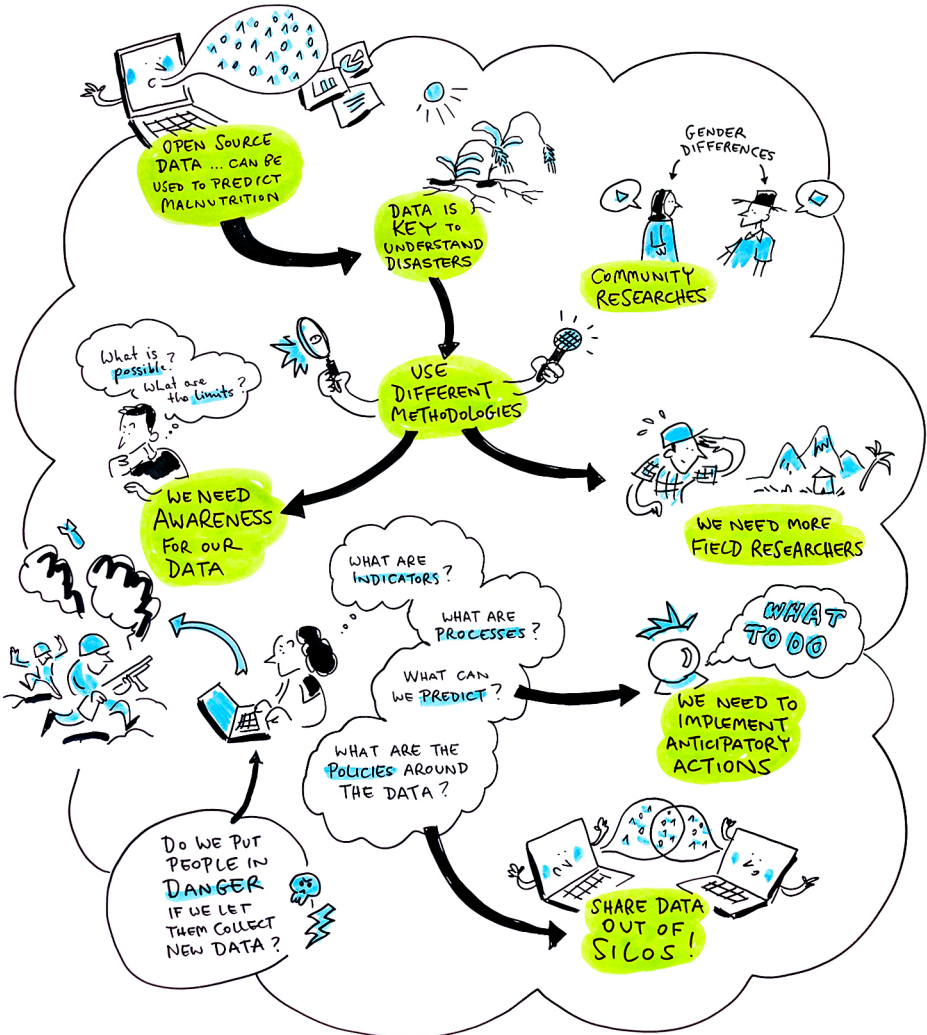 OPEN SOURCE
DATA ... CAN BE
USED TO PREDICT
MALNUTRITION
DATA IS
KEY TO
UNDERSTAND
DISASTERS
GENDER
DIFFERENCES
COMMUNITY
RESEARCHES
USE
DIFFERENT
METHODOLOGIES
What is
possible?
What are
the limits?
WE NEED
AWARENESS
FOR OUR
DATA
WE NEED MORE
FIELD RESEARCHERS
WHAT ARE
INDICATORS?
WHAT ARE
PROCESSES?
WHAT CAN
WE PREDICT?
WHAT ARE THE
POLICIES AROUND
THE DATA?
WHAT
TO DO
WE NEED TO
IMPLEMENT
ANTICIPATORY
ACTIONS
DO WE PUT
PEOPLE IN
DANGER
IF WE LET
THEM COLLECT
NEW DATA?
SHARE DATA
OUT OF
SILOS!